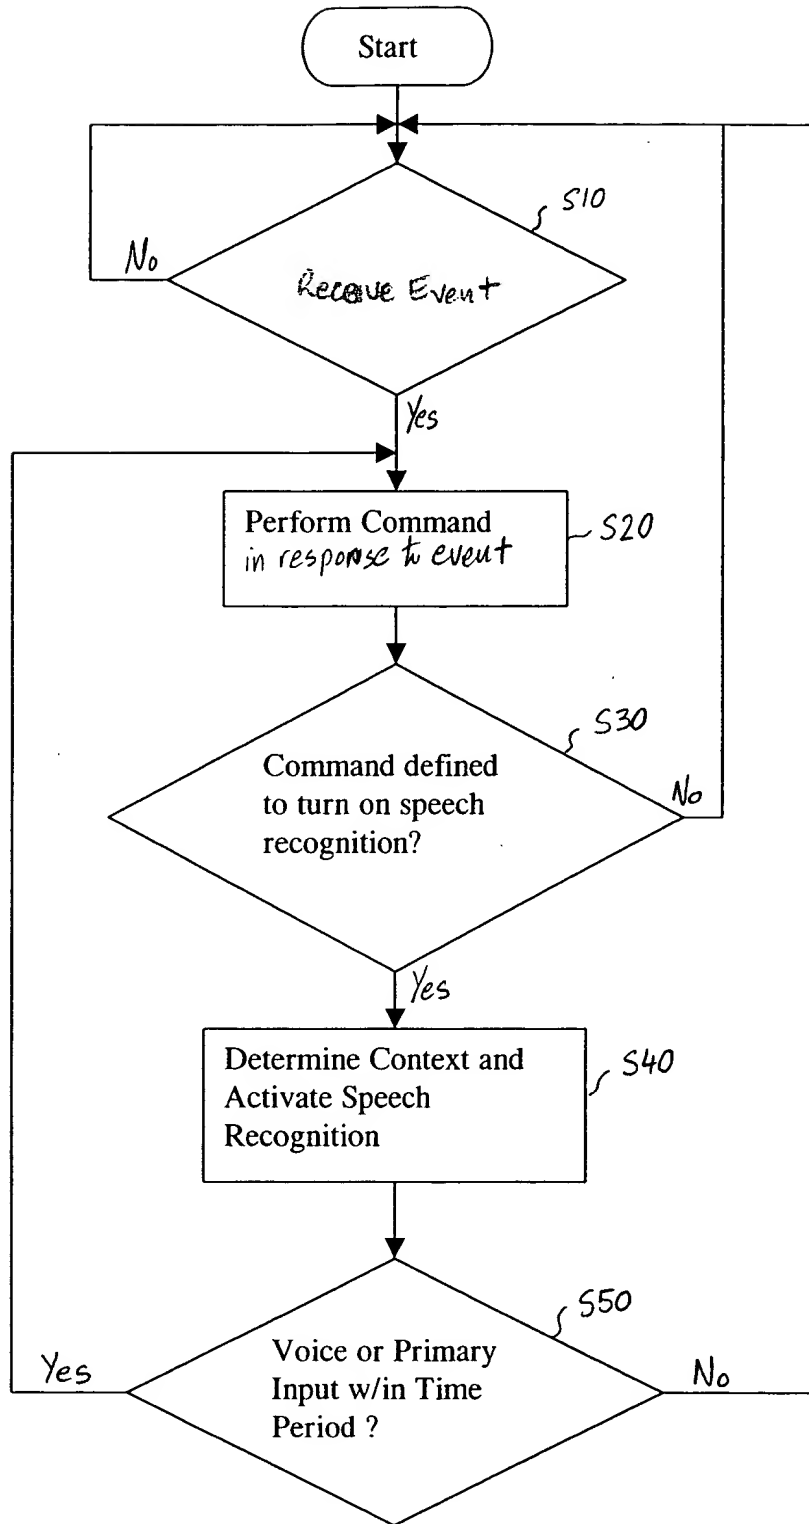 Start
S10
No
Receive Event
Yes
Perform Command
in response to event
S20
S30
Command defined
to turn on speech
recognition?
No
Yes
Determine Context and
Activate Speech
Recognition
S40
S50
Voice or Primary
Input w/in Time
Period ?
Yes
No